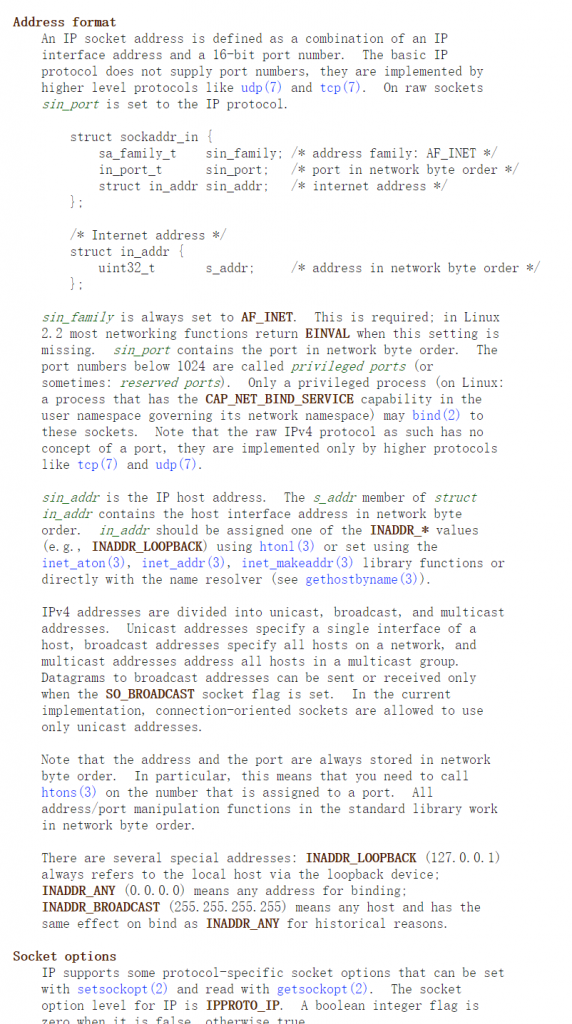 Address format
An IP socket address is defined as a combination of an IP
interface address and a 16-bit port number.  The basic IP
protocol does not supply port numbers, they are implemented by
higher level protocols like udp(7) and tcp(7).  On raw sockets
sin_port is set to the IP protocol.
struct sockaddr_in {
sa_family_t    sin_family; /* address family: AF_INET */
in_port_t      sin_port;   /* port in network byte order */
struct in_addr sin_addr;   /* internet address */
};
/* Internet address */
struct in_addr {
uint32_t       s_addr;     /* address in network byte order */
};
sin_family is always set to AF_INET.  This is required; in Linux
2.2 most networking functions return EINVAL when this setting is
missing.  sin_port contains the port in network byte order.  The
port numbers below 1024 are called privileged ports (or
sometimes: reserved ports).  Only a privileged process (on Linux:
a process that has the CAP_NET_BIND_SERVICE capability in the
user namespace governing its network namespace) may bind(2) to
these sockets.  Note that the raw IPv4 protocol as such has no
concept of a port, they are implemented only by higher protocols
like tcp(7) and udp(7).
sin_addr is the IP host address.  The s_addr member of struct
in_addr contains the host interface address in network byte
order.  in_addr should be assigned one of the INADDR_* values
(e.g., INADDR_LOOPBACK) using htonl(3) or set using the
inet_aton(3), inet_addr(3), inet_makeaddr(3) library functions or
directly with the name resolver (see gethostbyname(3)).
IPv4 addresses are divided into unicast, broadcast, and multicast
addresses.  Unicast addresses specify a single interface of a
host, broadcast addresses specify all hosts on a network, and
multicast addresses address all hosts in a multicast group.
Datagrams to broadcast addresses can be sent or received only
when the SO_BROADCAST socket flag is set.  In the current
implementation, connection-oriented sockets are allowed to use
only unicast addresses.
Note that the address and the port are always stored in network
byte order.  In particular, this means that you need to call
htons(3) on the number that is assigned to a port.  All
address/port manipulation functions in the standard library work
in network byte order.
There are several special addresses: INADDR_LOOPBACK (127.0.0.1)
always refers to the local host via the loopback device;
INADDR_ANY (0.0.0.0) means any address for binding;
INADDR_BROADCAST (255.255.255.255) means any host and has the
same effect on bind as INADDR_ANY for historical reasons.
Socket options
IP supports some protocol-specific socket options that can be set
with setsockopt(2) and read with getsockopt(2).  The socket
option level for IP is IPPROTO_IP.  A boolean integer flag is
zero when it is false, otherwise true.